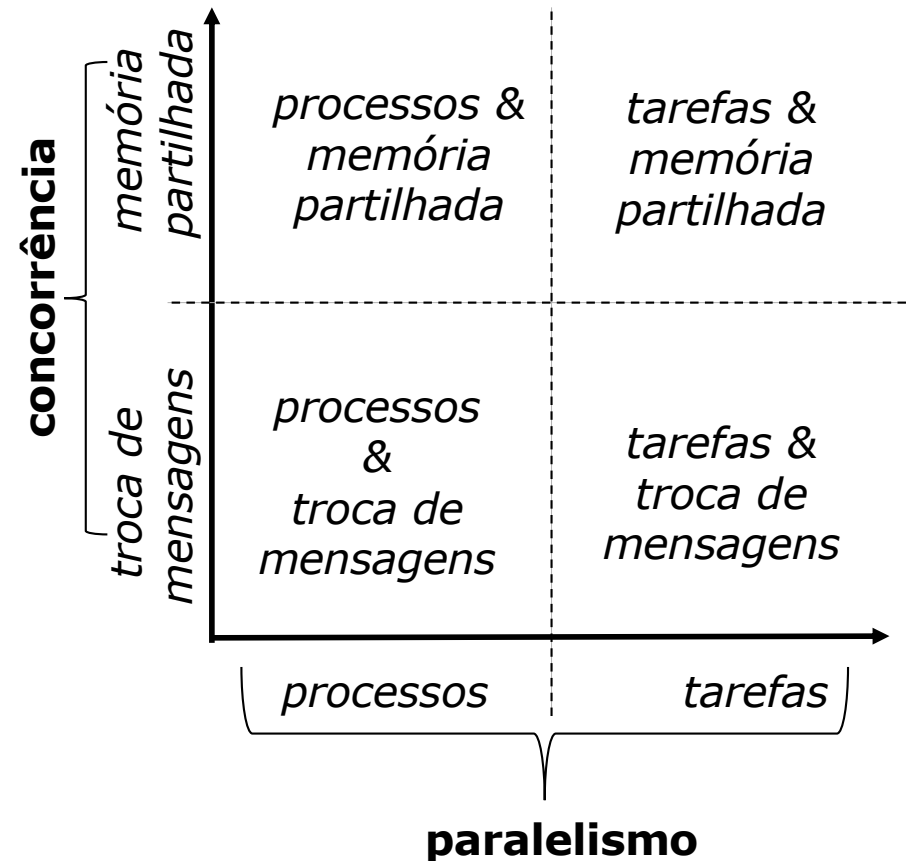 concorrência
memória
partilhada
troca de
mensagens
processos &
memória
partilhada
tarefas &
memória
partilhada
processos
&
troca de
mensagens
tarefas &
troca de
mensagens
processos
tarefas
paralelismo